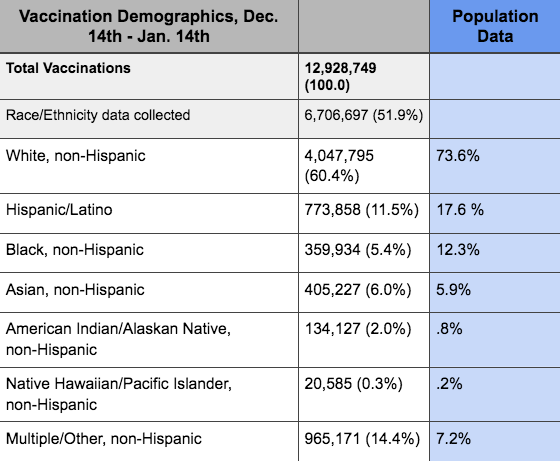 Vaccination Demographics, Dec.
14th - Jan. 14th
Population
Data
Total Vaccinations
12,928,749
(100.0)
Race/Ethnicity data collected
6,706,697 (51.9%)
White, non-Hispanic
4,047,795
(60.4%)
73.6%
Hispanic/Latino
773,858 (11.5%)
17.6 %
Black, non-Hispanic
359,934 (5.4%)
12.3%
Asian, non-Hispanic
405,227 (6.0%)
5.9%
American Indian/Alaskan Native,
non-Hispanic
134,127 (2.0%)
.8%
Native Hawaiian/Pacific Islander,
non-Hispanic
20,585 (0.3%)
.2%
Multiple/Other, non-Hispanic
965,171 (14.4%)
7.2%